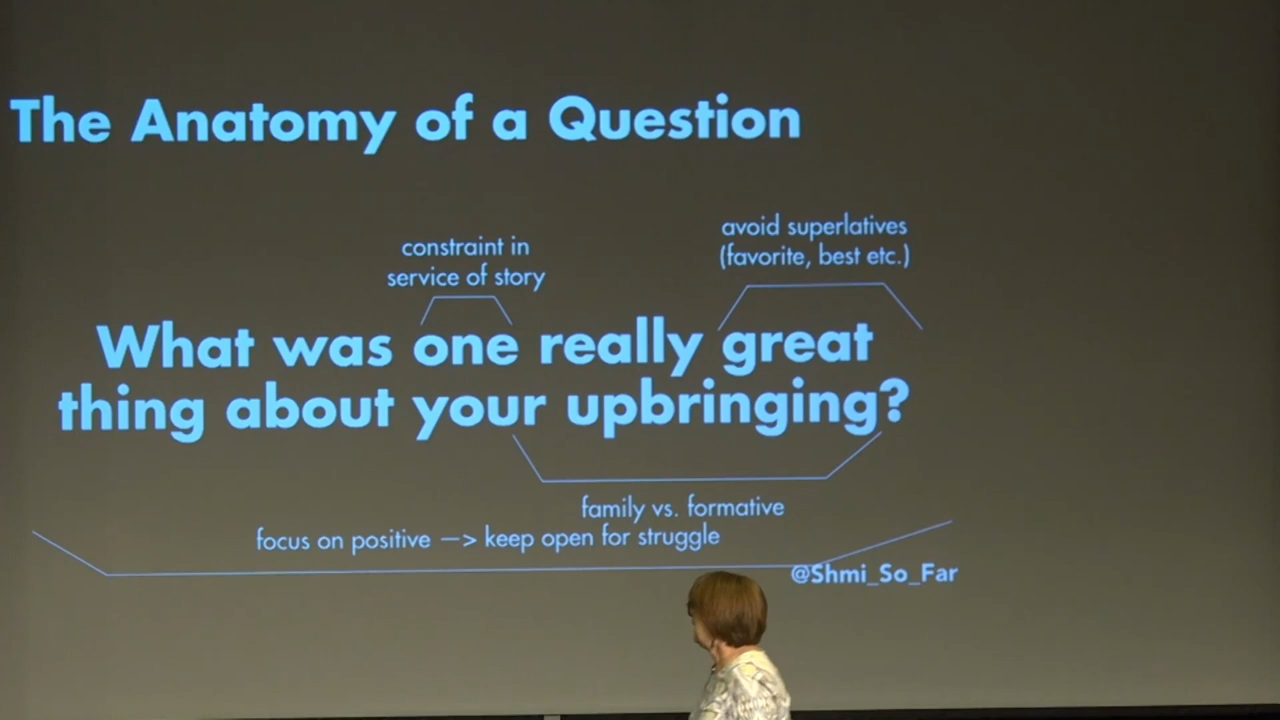 The Anatomy of a Question
constraint in
service of story
avoid superlatives
(favorite, best etc.)
What was one really great
thing about your upbringing?
family vs. formative
focus on positive —> keep open for struggle
@Shmi_So_Far